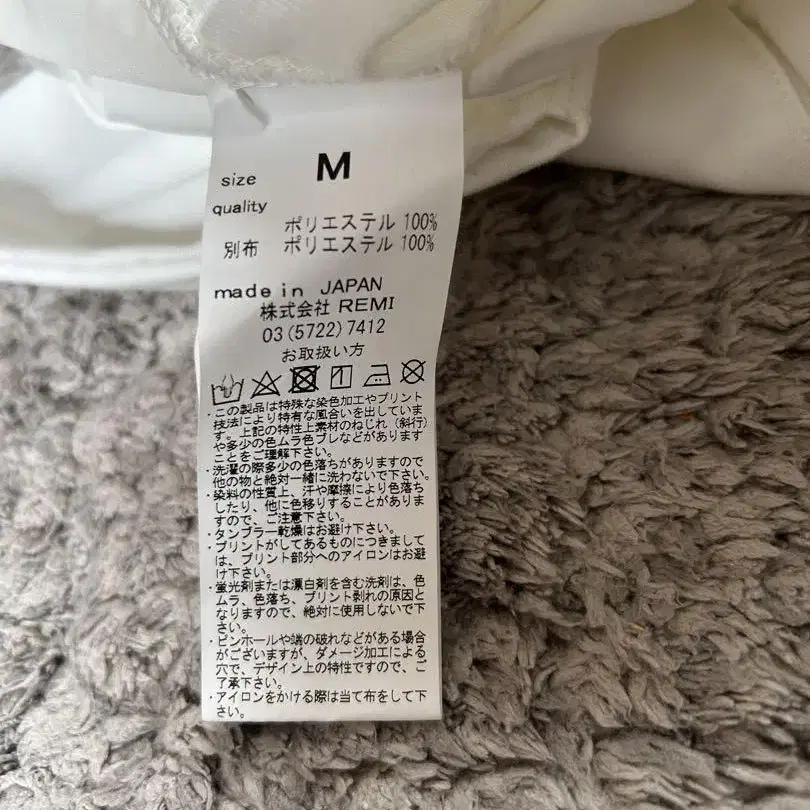 size M
quality
ポリエステル 100%
別布 ポリエステル 100%
made in JAPAN
株式会社 REMI
03(5722)7412
お取扱い方
・この製品は特殊な染色加工やプリント
技法により特有な風合いを出していま
す。上記の特性上素材のねじれ（斜行）
や多少の色ムラ色ブレなどがあります
ことをご理解下さい。
・洗濯の際多少の色落ちがありますので
他の物と絶対一緒に洗わないで下さい。
・染料の性質上、汗や摩擦により色落ち
したり、他に色移りすることがありま
すので、ご注意下さい。
・タンブラー乾燥はお避け下さい。
・プリントがしてあるものにつきまして
は、プリント部分へのアイロンはお避
け下さい。
・蛍光剤または漂白剤を含む洗剤は、色
ムラ、色落ち、プリント剥れの原因と
なりますので、絶対に使用しないで下
さい。
・ピンホールや端の破れなどがある場合
がございますが、ダメージ加工による
穴で、デザイン上の特性ですので、ご
了承下さい。
・アイロンをかける際は当て布をして下
さい。